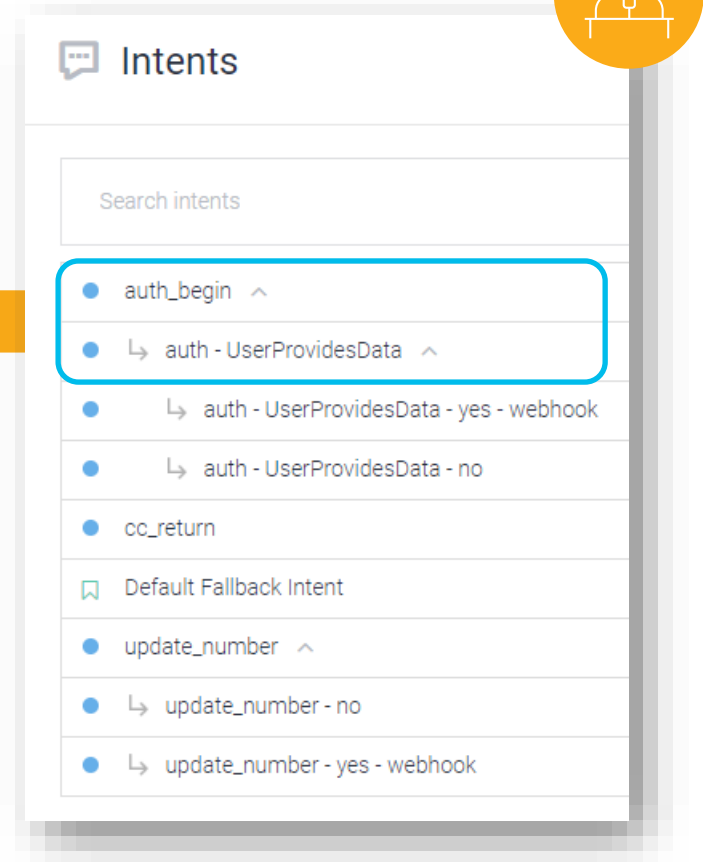 Intents
Search intents
auth_begin
auth - UserProvidesData
auth - UserProvidesData - yes - webhook
auth - UserProvidesData - no
cc_return
Default Fallback Intent
update_number
update_number - no
update_number - yes - webhook